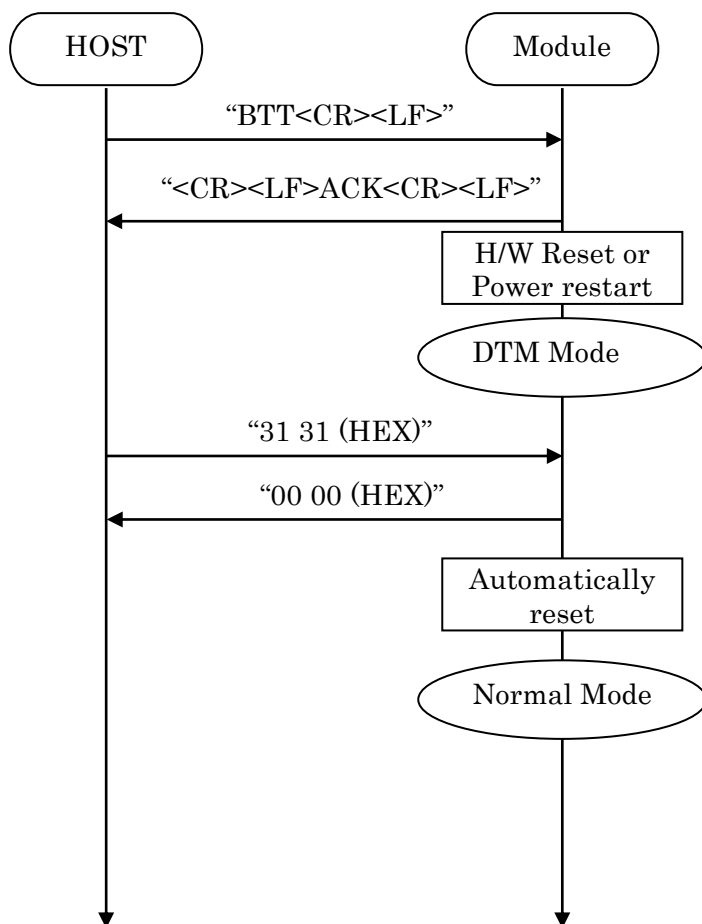 HOST
Module
“BTT<CR><LF>”
“<CR><LF>ACK<CR><LF>”
H/W Reset or
Power restart
DTM Mode
“31 31 (HEX)”
“00 00 (HEX)”
Automatically
reset
Normal Mode